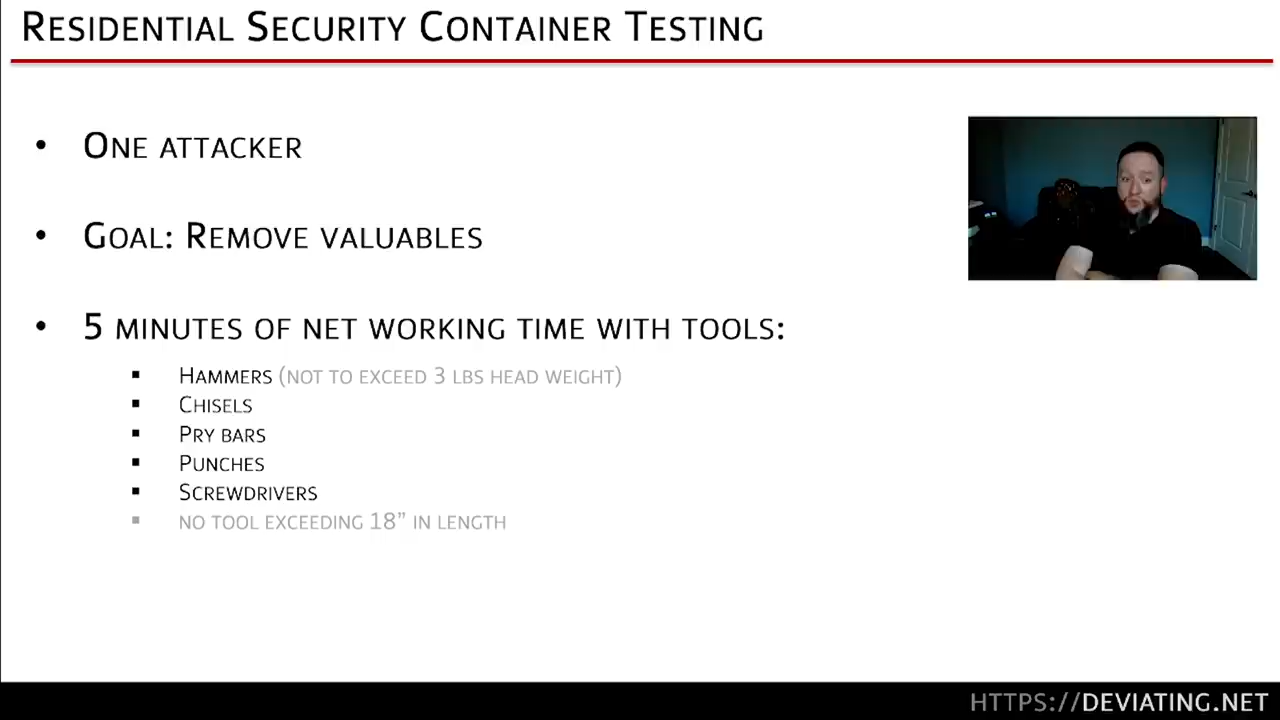 Residential Security Container Testing
• One attacker
• Goal: Remove valuables
• 5 minutes of net working time with tools:
▪ Hammers (not to exceed 3 lbs head weight)
▪ Chisels
▪ Pry bars
▪ Punches
▪ Screwdrivers
▪ no tool exceeding 18” in length
https://deviating.net